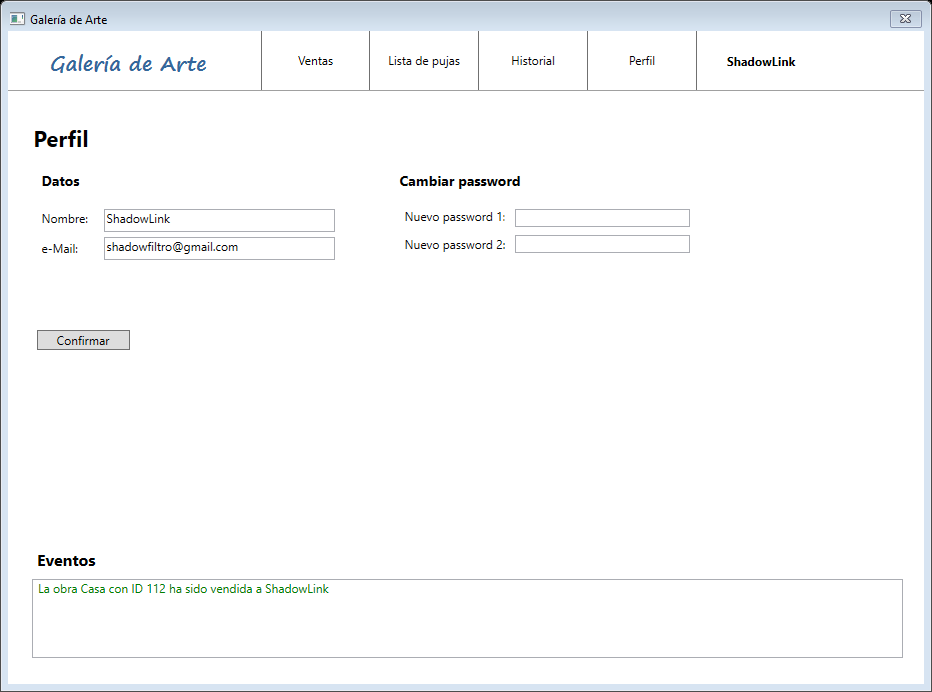 Galería de Arte
Galería de Arte
Ventas
Lista de pujas
Historial
Perfil
ShadowLink
Perfil
Datos
Nombre: ShadowLink
e-Mail: shadowfiltro@gmail.com
Cambiar password
Nuevo password 1:
Nuevo password 2:
Confirmar
Eventos
La obra Casa con ID 112 ha sido vendida a ShadowLink